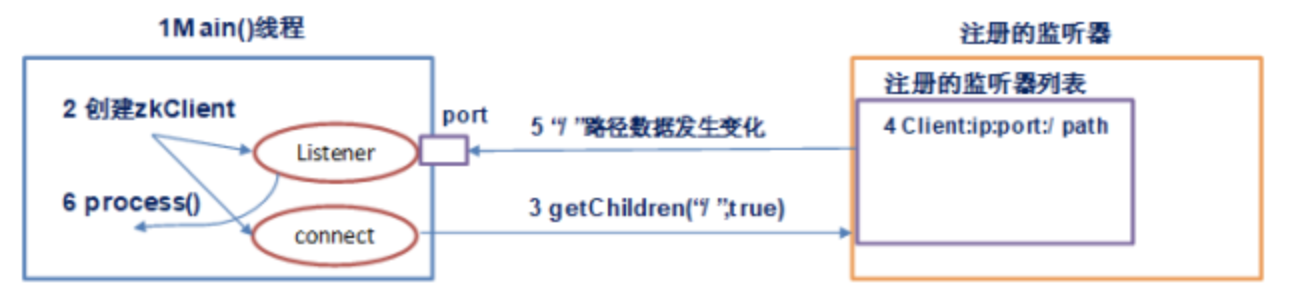 1Main()线程
注册的监听器
注册的监听器列表
2 创建zkClient
port
5 “/ ”路径数据发生变化
4 Client:ip:port:/ path
Listener
6 process()
3 getChildren(“/ ”,true)
connect